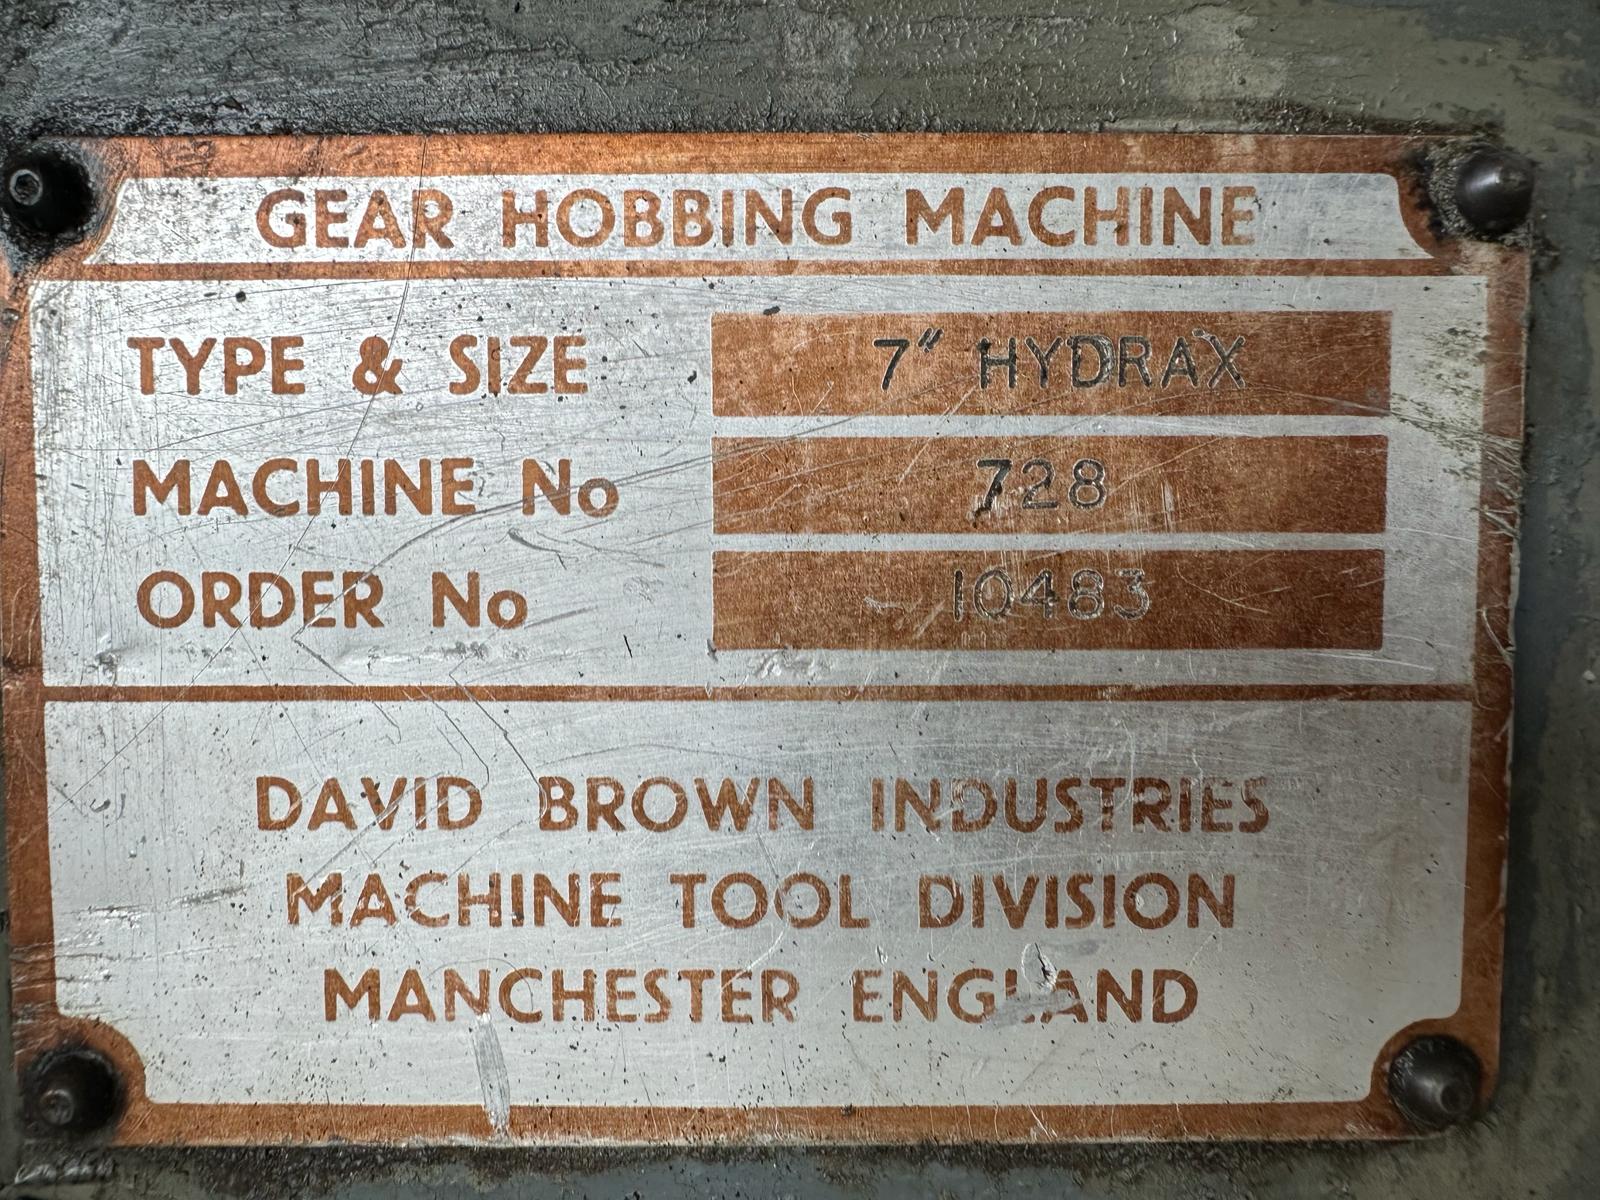 GEAR HOBBING MACHINE
TYPE & SIZE 7" HYDRAX
MACHINE No 728
ORDER No 10483
DAVID BROWN INDUSTRIES
MACHINE TOOL DIVISION
MANCHESTER ENGLAND